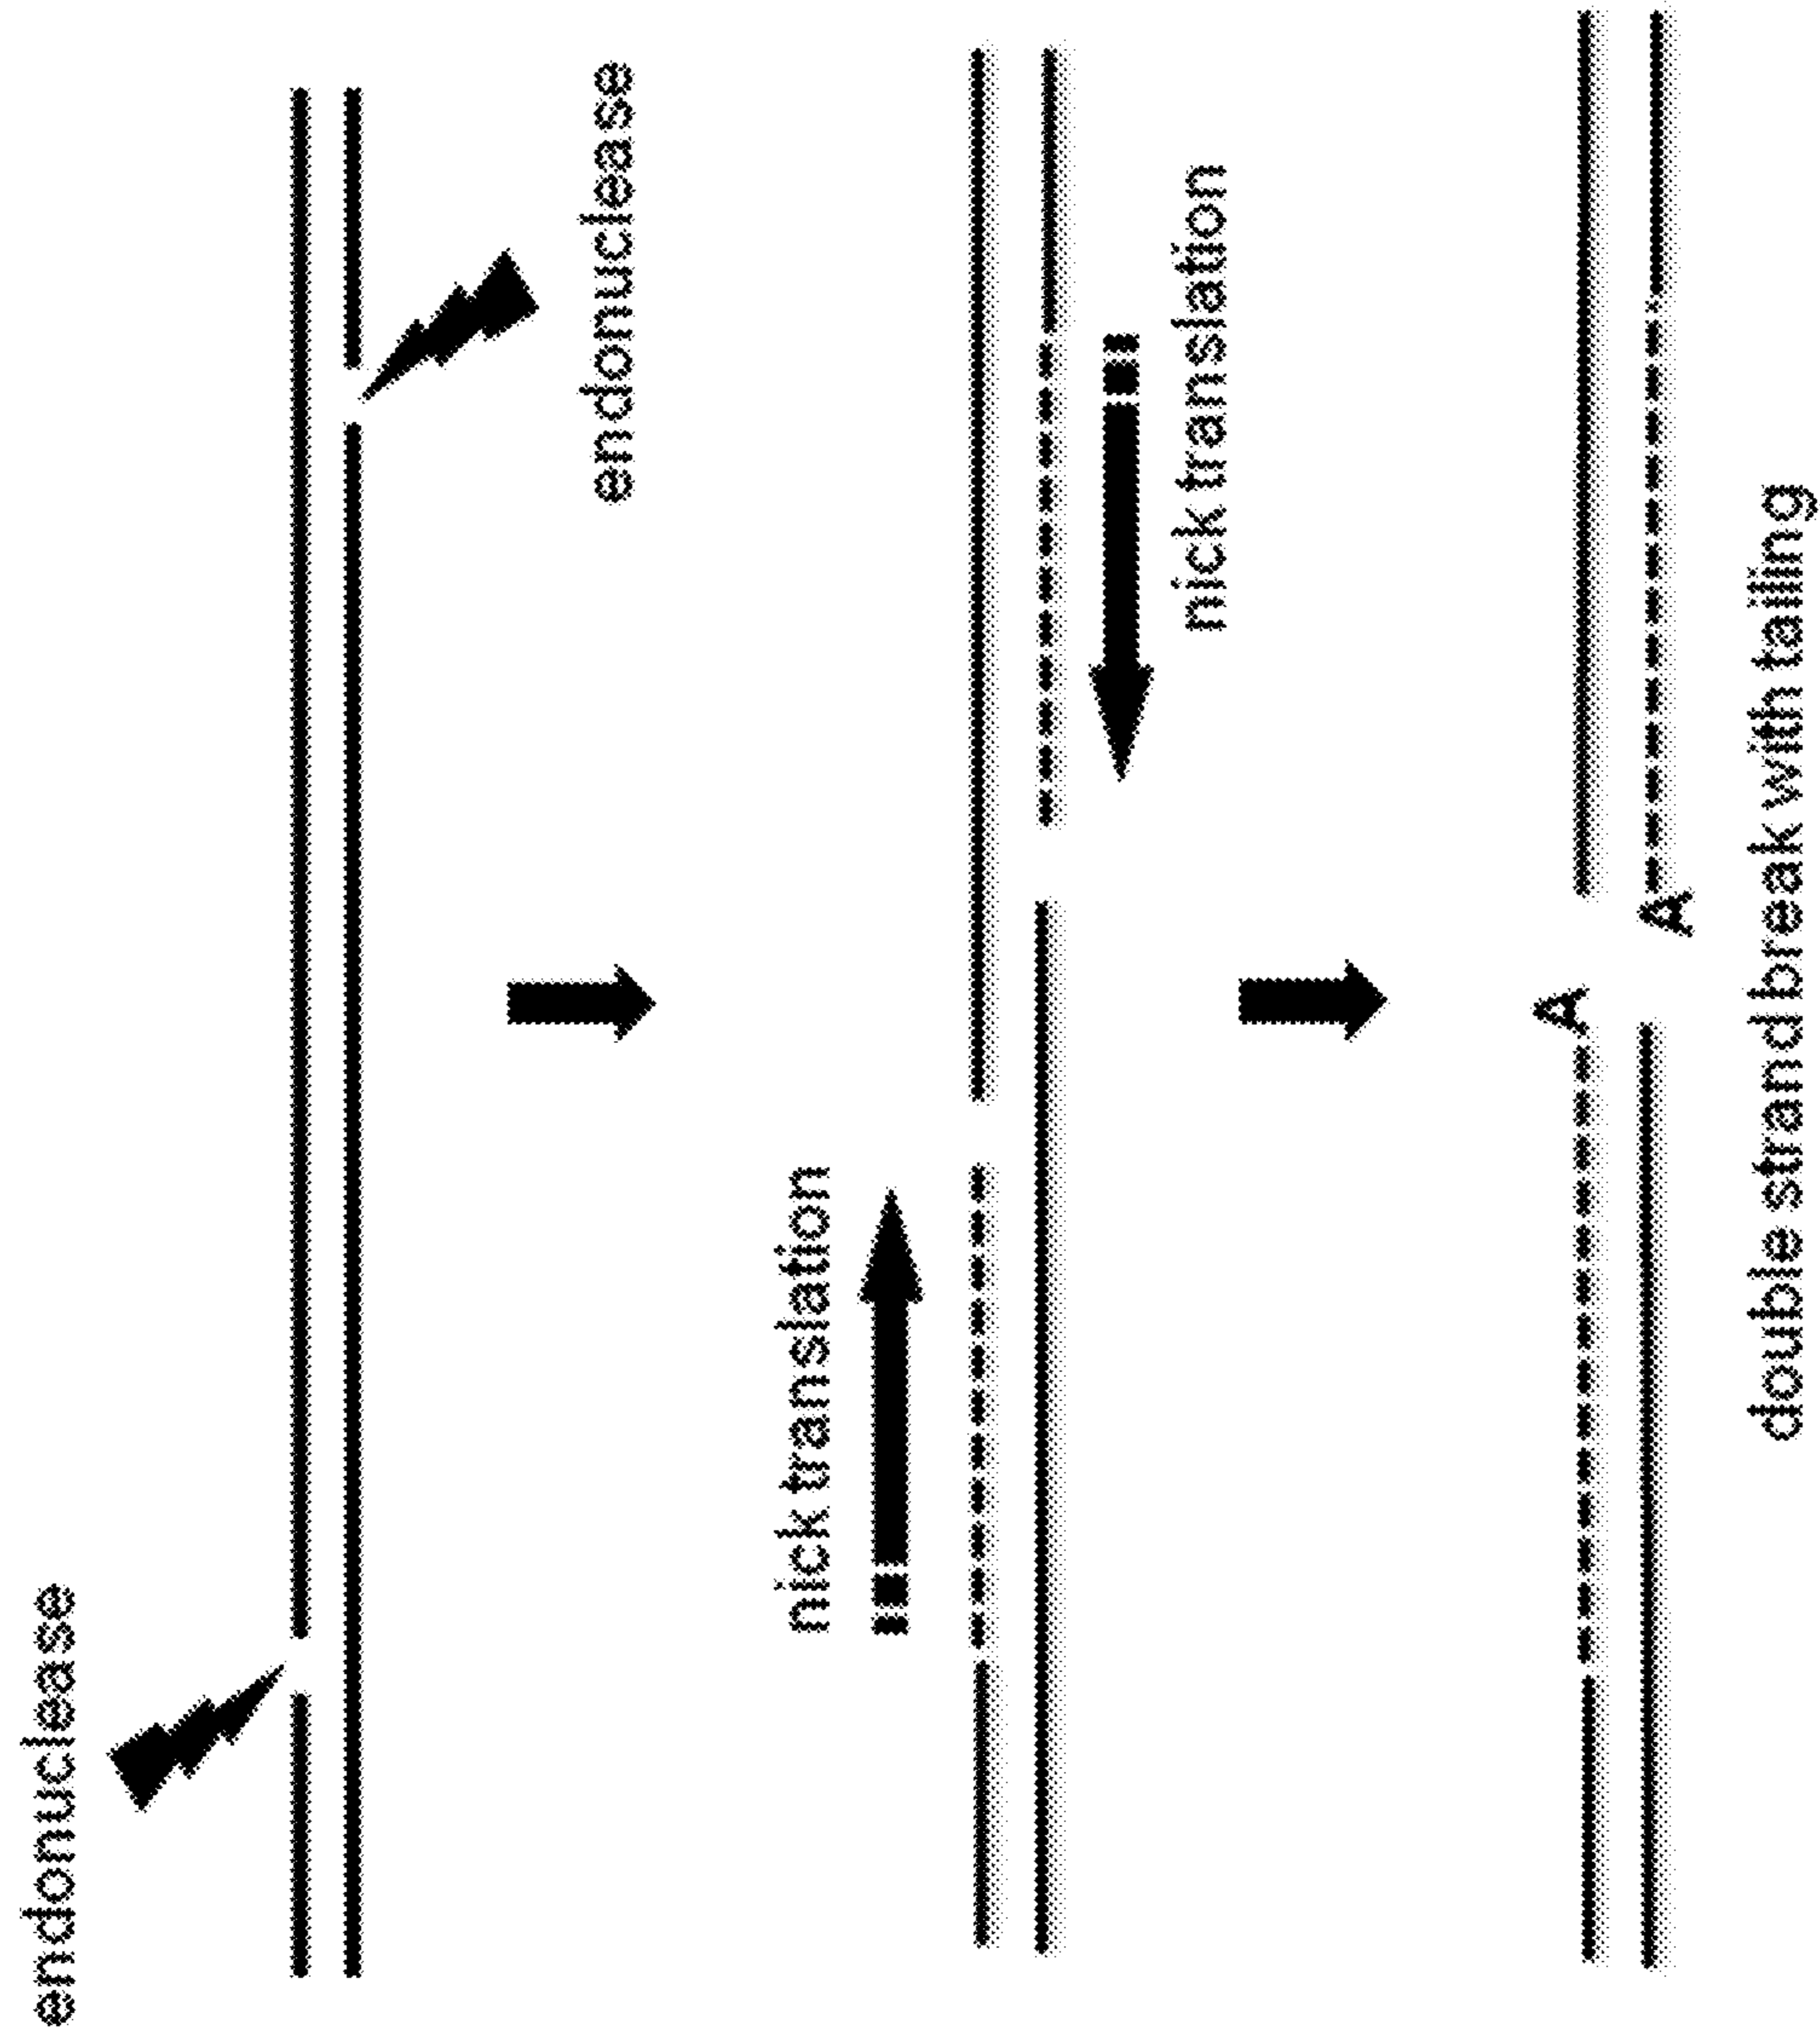 endonuclease
endonuclease
nick translation
nick translation
A
A
double strand break with tailing